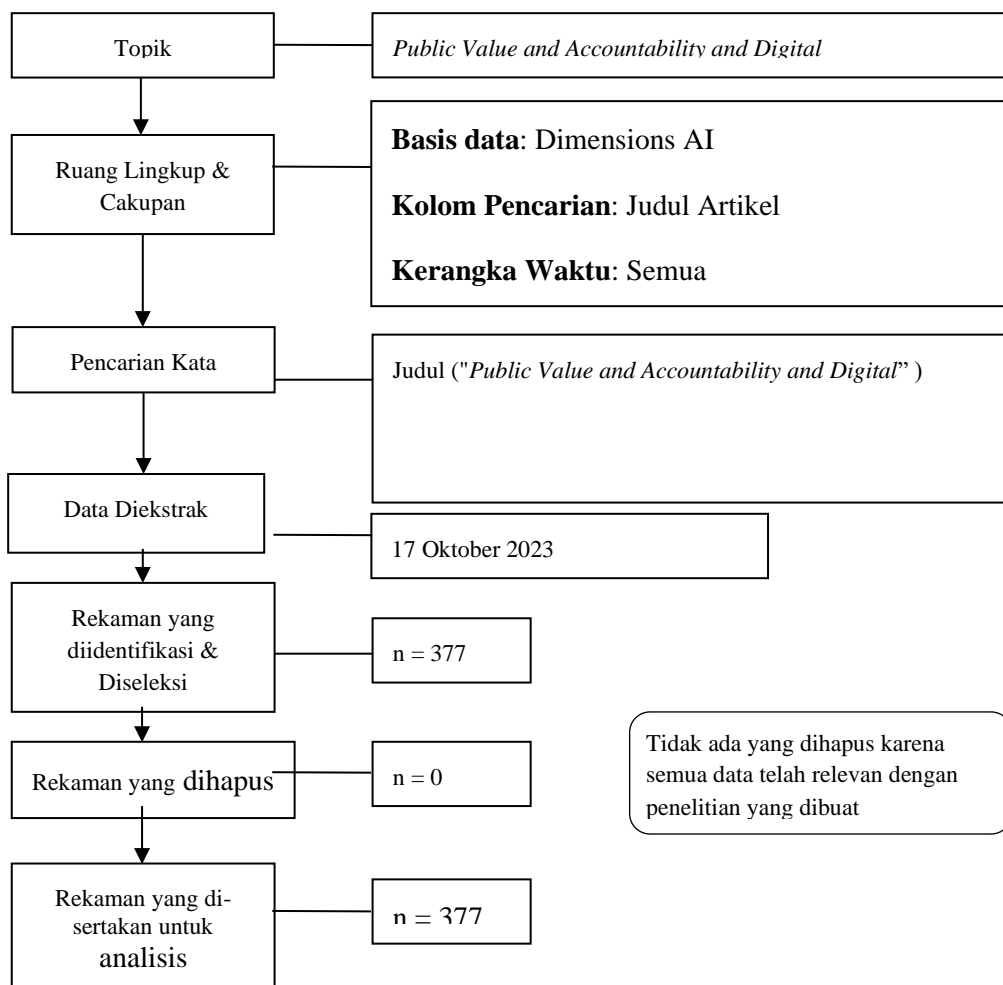 Topik
Public Value and Accountability and Digital
Ruang Lingkup &
Cakupan
Basis data: Dimensions AI
Kolom Pencarian: Judul Artikel
Kerangka Waktu: Semua
Pencarian Kata
Judul ("Public Value and Accountability and Digital” )
Data Diekstrak
17 Oktober 2023
Rekaman yang
diidentifikasi &
Diseleksi
n = 377
Rekaman yang dihapus
n = 0
Tidak ada yang dihapus karena
semua data telah relevan dengan
penelitian yang dibuat
Rekaman yang di-
sertakan untuk
analisis
n = 377